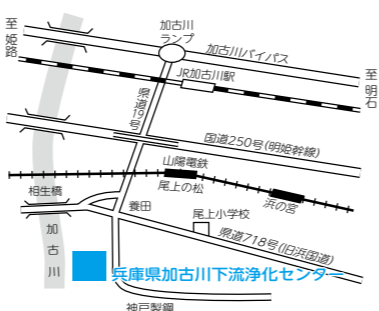 至
姫
路
加古川
ランプ
加古川バイパス
至
明
石
JR加古川駅
県道19号
国道250号(明姫幹線)
山陽電鉄
尾上の松
浜の宮
相生橋
養田
尾上小学校
県道718号(旧浜国道)
加
古
川
兵庫県加古川下流浄化センター
神戸製鋼